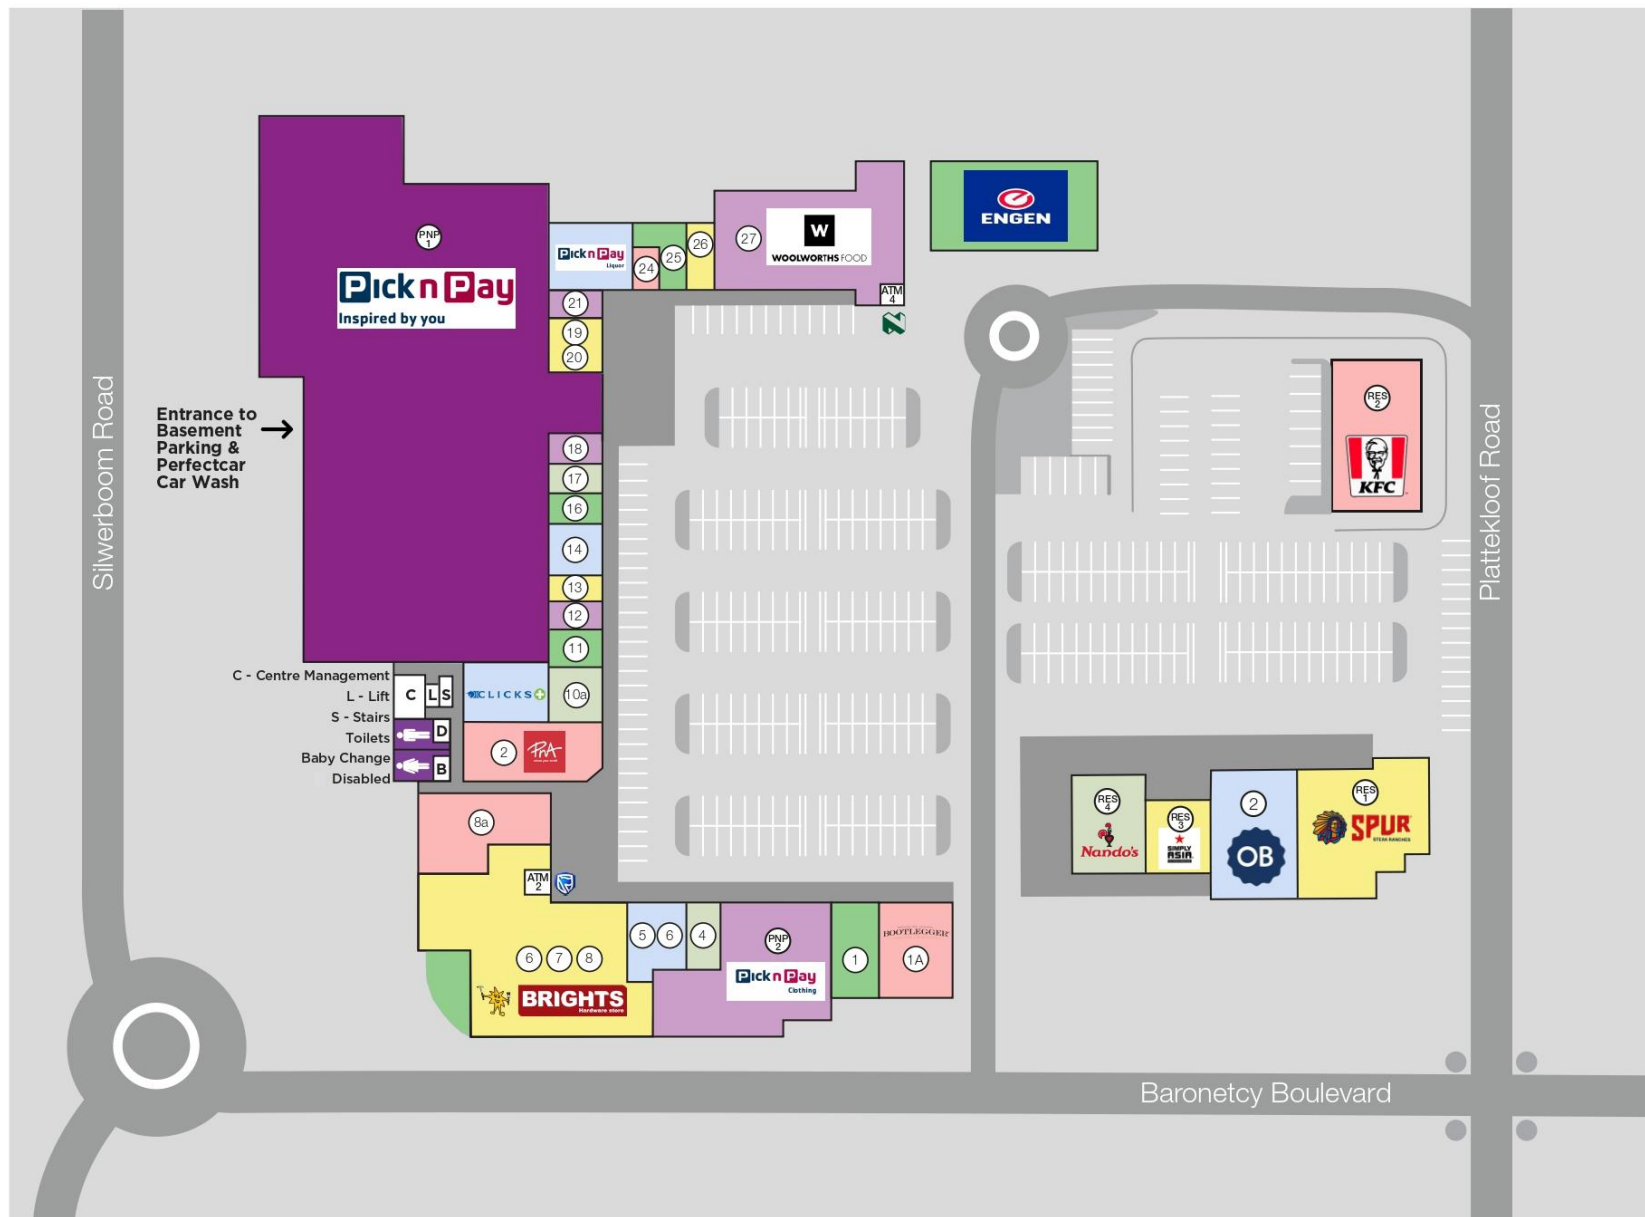 PNP
1
Pick n Pay
Inspired by you
Pick n Pay
Liquor
24
25
26
27
W
WOOLWORTHS FOOD
ATM
4
N
ENGEN
21
19
20
Silwerboom Road
Entrance to
Basement
Parking &
Perfectcar
Car Wash
18
17
16
14
13
12
11
10a
RES
2
KFC
Plattekloof Road
C - Centre Management
L - Lift
S - Stairs
Toilets
Baby Change
Disabled
C
L
S
D
B
CLICKS
2
PnA
8a
ATM
2
6
7
8
BRIGHTS
Hardware store
5
6
4
PNP
2
Pick n Pay
Clothing
1
BOOTLEGGER
1A
RES
4
Nando's
RES
3
SIMPLY
ASIA
2
OB
RES
1
SPUR
STEAK RANCHES
Baronetcy Boulevard